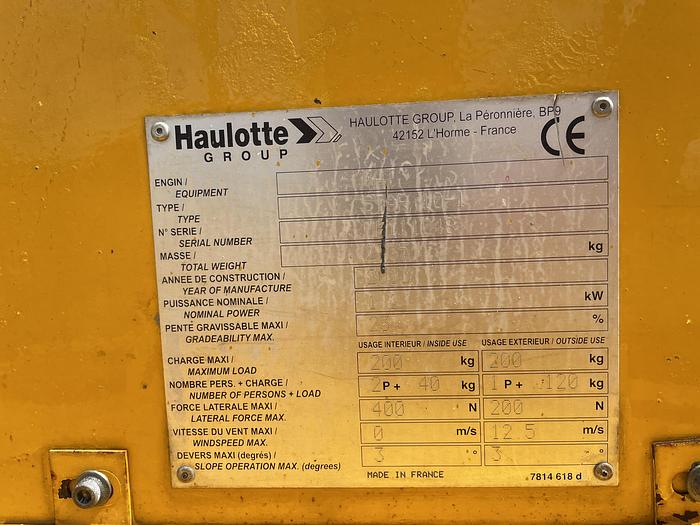 Haulotte
GROUP
HAULOTTE GROUP, La Péronnière, BP9
42152 L'Horme - France
CE
ENGIN /
EQUIPMENT
TYPE /
TYPE
N° SERIE /
SERIAL NUMBER
MASSE /
TOTAL WEIGHT kg
ANNEE DE CONSTRUCTION /
YEAR OF MANUFACTURE
PUISSANCE NOMINALE / kW
NOMINAL POWER
PENTE GRAVISSABLE MAXI / %
GRADEABILITY MAX.
USAGE INTERIEUR / INSIDE USE USAGE EXTERIEUR / OUTSIDE USE
CHARGE MAXI / 200 kg 200 kg
MAXIMUM LOAD
NOMBRE PERS. + CHARGE / 2 P + 40 kg 1 P + 120 kg
NUMBER OF PERSONS + LOAD
FORCE LATERALE MAXI / 400 N 200 N
LATERAL FORCE MAX.
VITESSE DU VENT MAXI / 0 m/s 12.5 m/s
WINDSPEED MAX.
DEVERS MAXI (degrés) / 3 ° 3 °
SLOPE OPERATION MAX. (degrees)
MADE IN FRANCE 7814 618 d